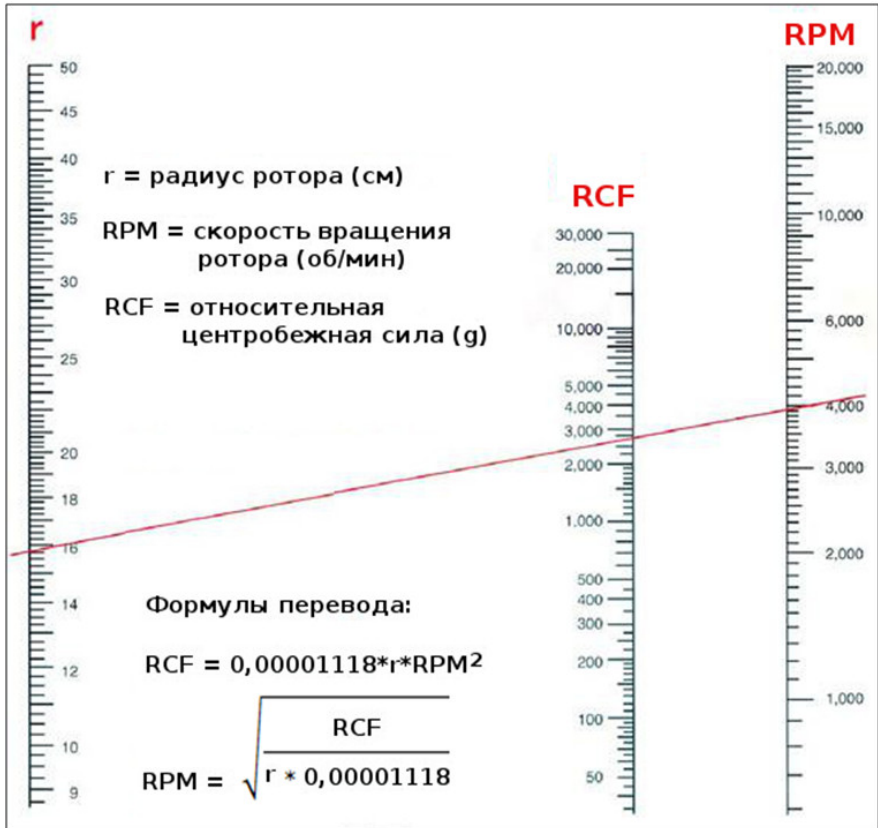 r
RPM
50
45
40
35
30
25
20
18
16
14
12
10
9
r = радиус ротора (см)
RPM = скорость вращения
ротора (об/мин)
RCF = относительная
центробежная сила (g)
RCF
30,000
20,000
10,000
5,000
4,000
3,000
2,000
1,000
500
400
300
200
100
50
20,000
15,000
10,000
6,000
4,000
3,000
2,000
1,000
Формулы перевода:
RCF = 0,00001118*r*RPM²
RPM = √
RCF
r * 0,00001118